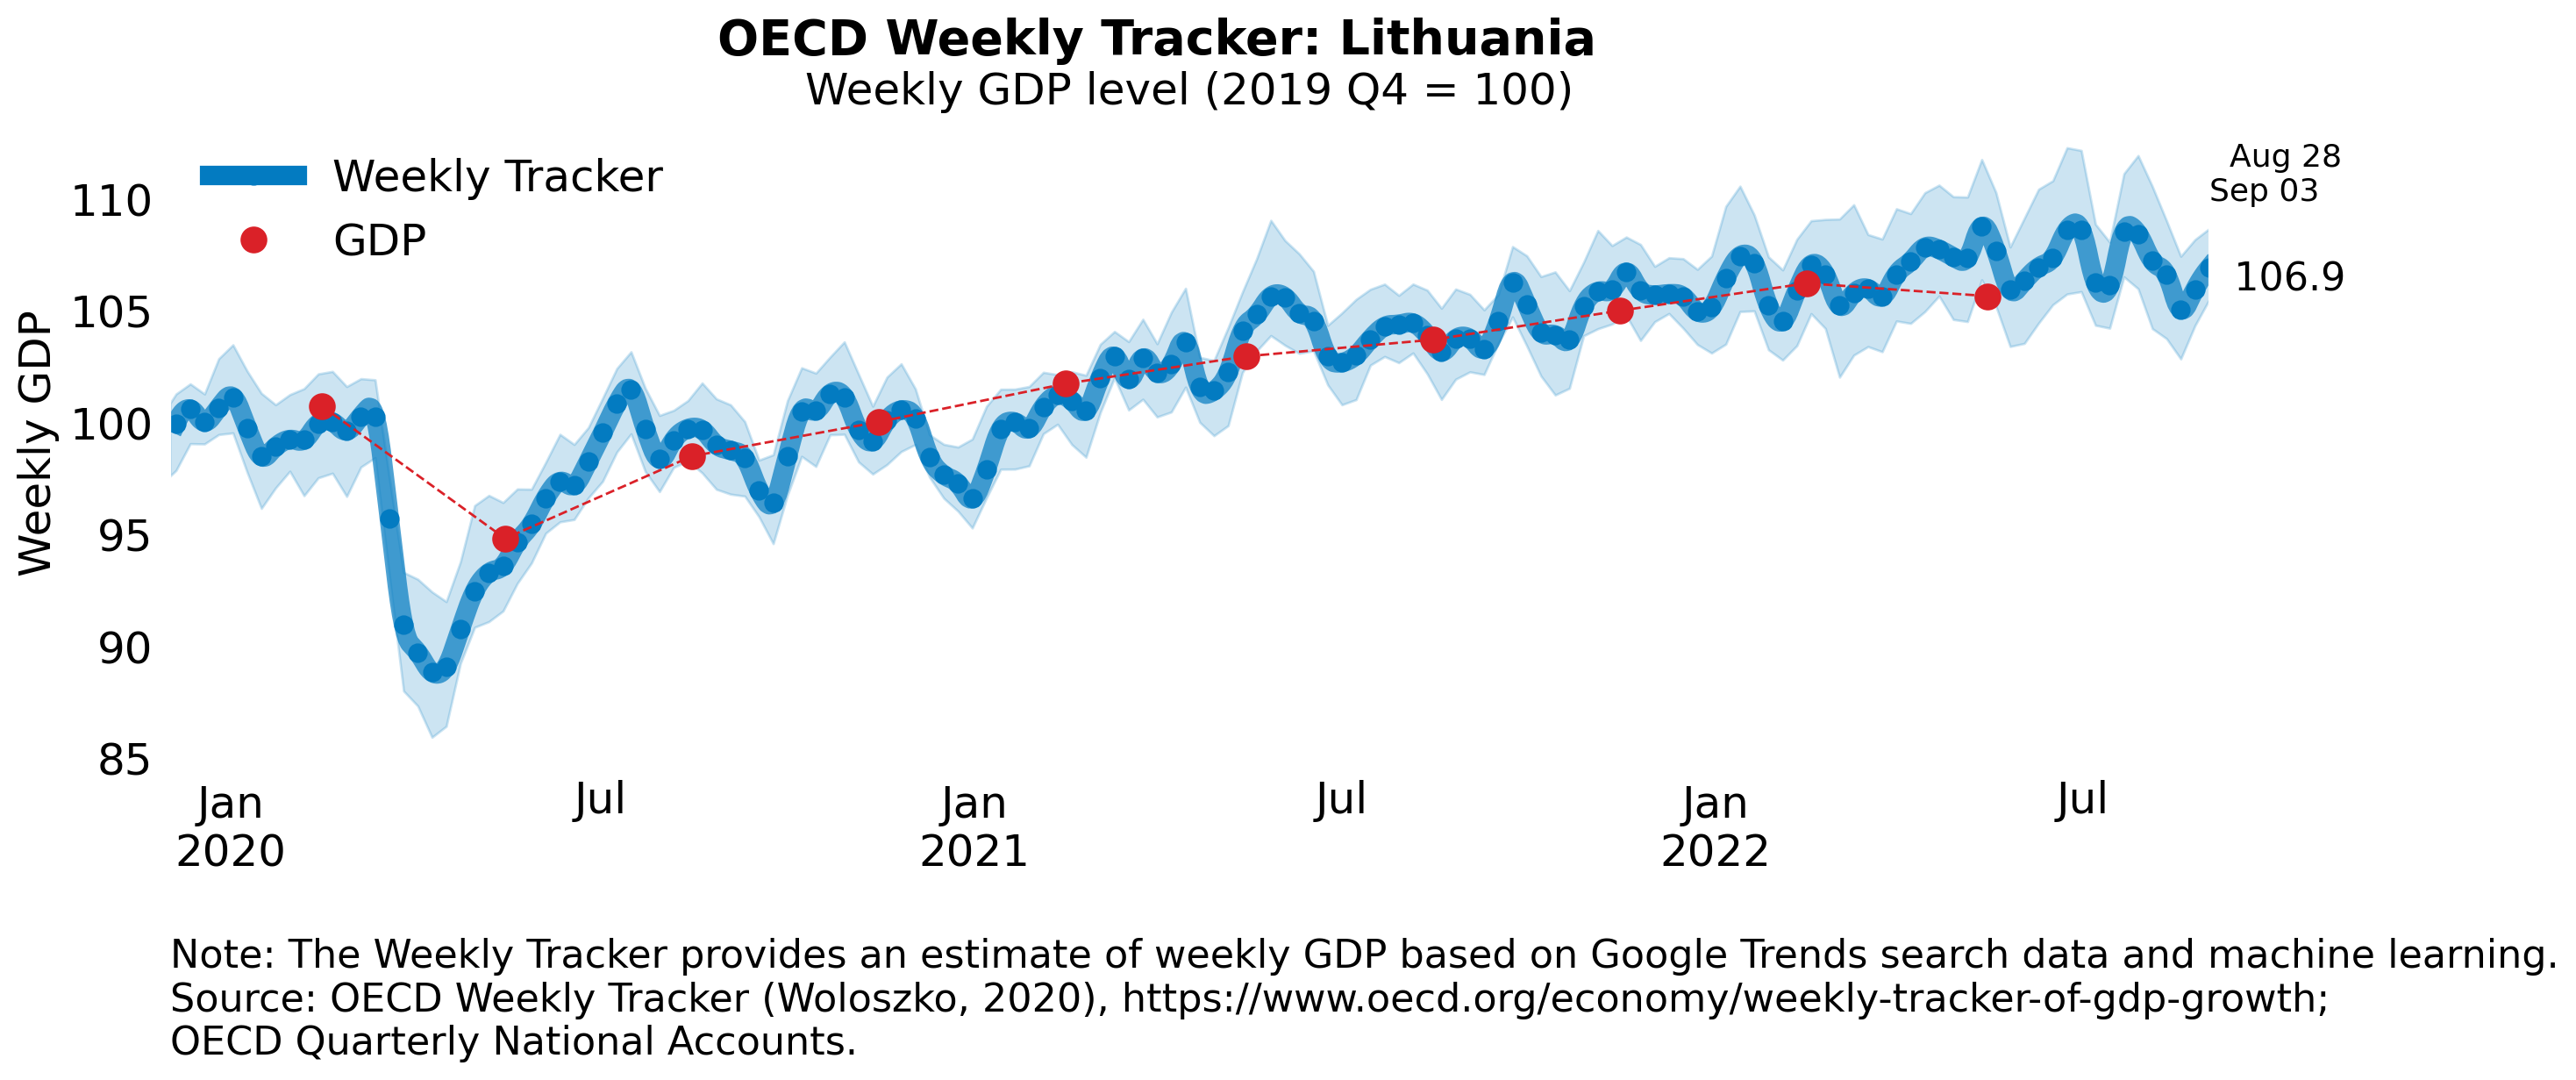 OECD Weekly Tracker: Lithuania
Weekly GDP level (2019 Q4 = 100)
Weekly Tracker
GDP
Aug 28
Sep 03
106.9
Weekly GDP
110
105
100
95
90
85
Jan
2020
Jul
Jan
2021
Jul
Jan
2022
Jul
Note: The Weekly Tracker provides an estimate of weekly GDP based on Google Trends search data and machine learning.
Source: OECD Weekly Tracker (Woloszko, 2020), https://www.oecd.org/economy/weekly-tracker-of-gdp-growth;
OECD Quarterly National Accounts.